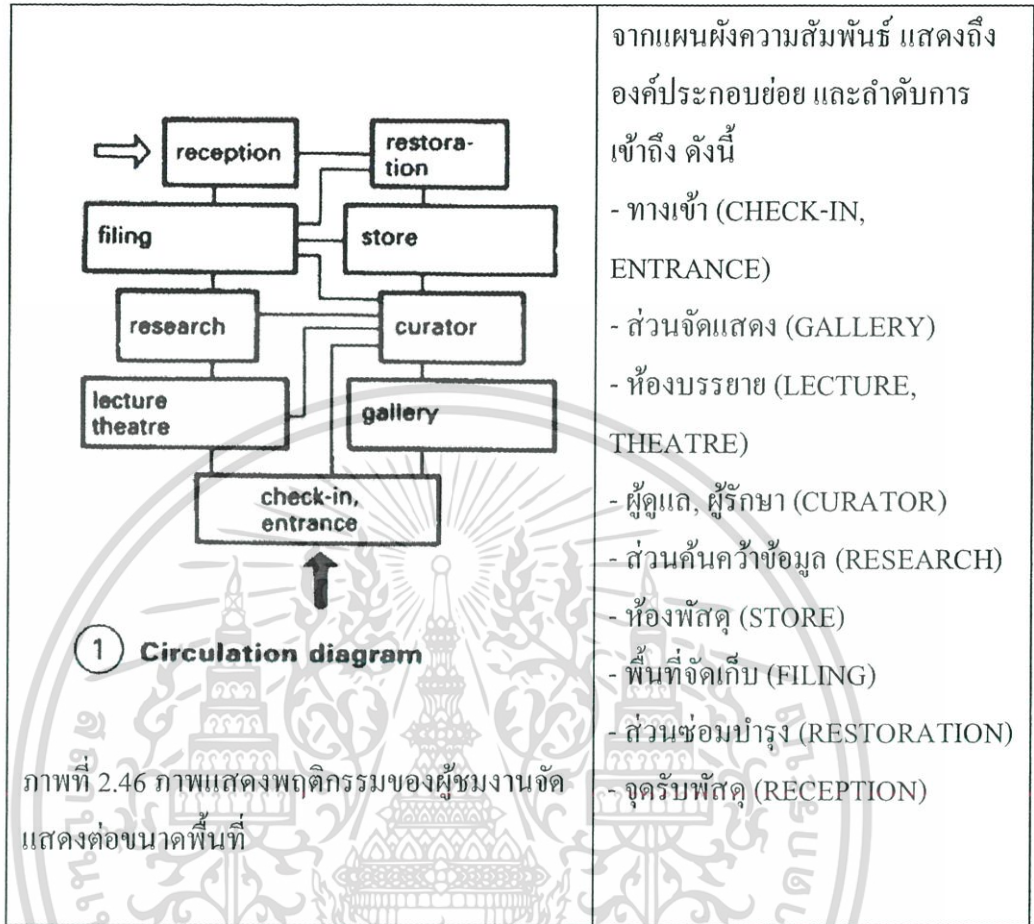 reception
restora-
tion
filing
store
research
curator
lecture
theatre
gallery
check-in,
entrance
1 Circulation diagram
ภาพที่ 2.46 ภาพแสดงพฤติกรรมของผู้ชมงานจัด
แสดงต่อขนาดพื้นที่
จากแผนผังความสัมพันธ์ แสดงถึง
องค์ประกอบย่อย และลำดับการ
เข้าถึง ดังนี้
- ทางเข้า (CHECK-IN,
ENTRANCE)
- ส่วนจัดแสดง (GALLERY)
- ห้องบรรยาย (LECTURE,
THEATRE)
- ผู้ดูแล, ผู้รักษา (CURATOR)
- ส่วนค้นคว้าข้อมูล (RESEARCH)
- ห้องพัสดุ (STORE)
- พื้นที่จัดเก็บ (FILING)
- ส่วนซ่อมบำรุง (RESTORATION)
- จุดรับพัสดุ (RECEPTION)